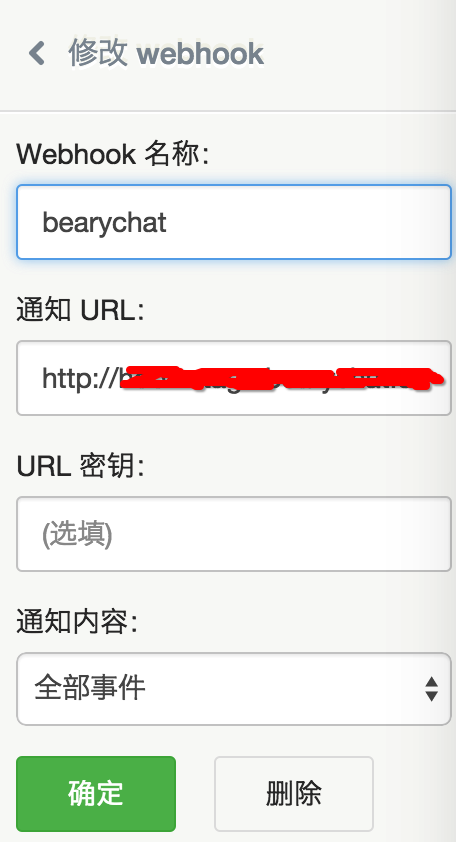 修改 webhook
Webhook 名称：
bearychat
通知 URL：
http://
URL 密钥：
(选填)
通知内容：
全部事件
确定
删除